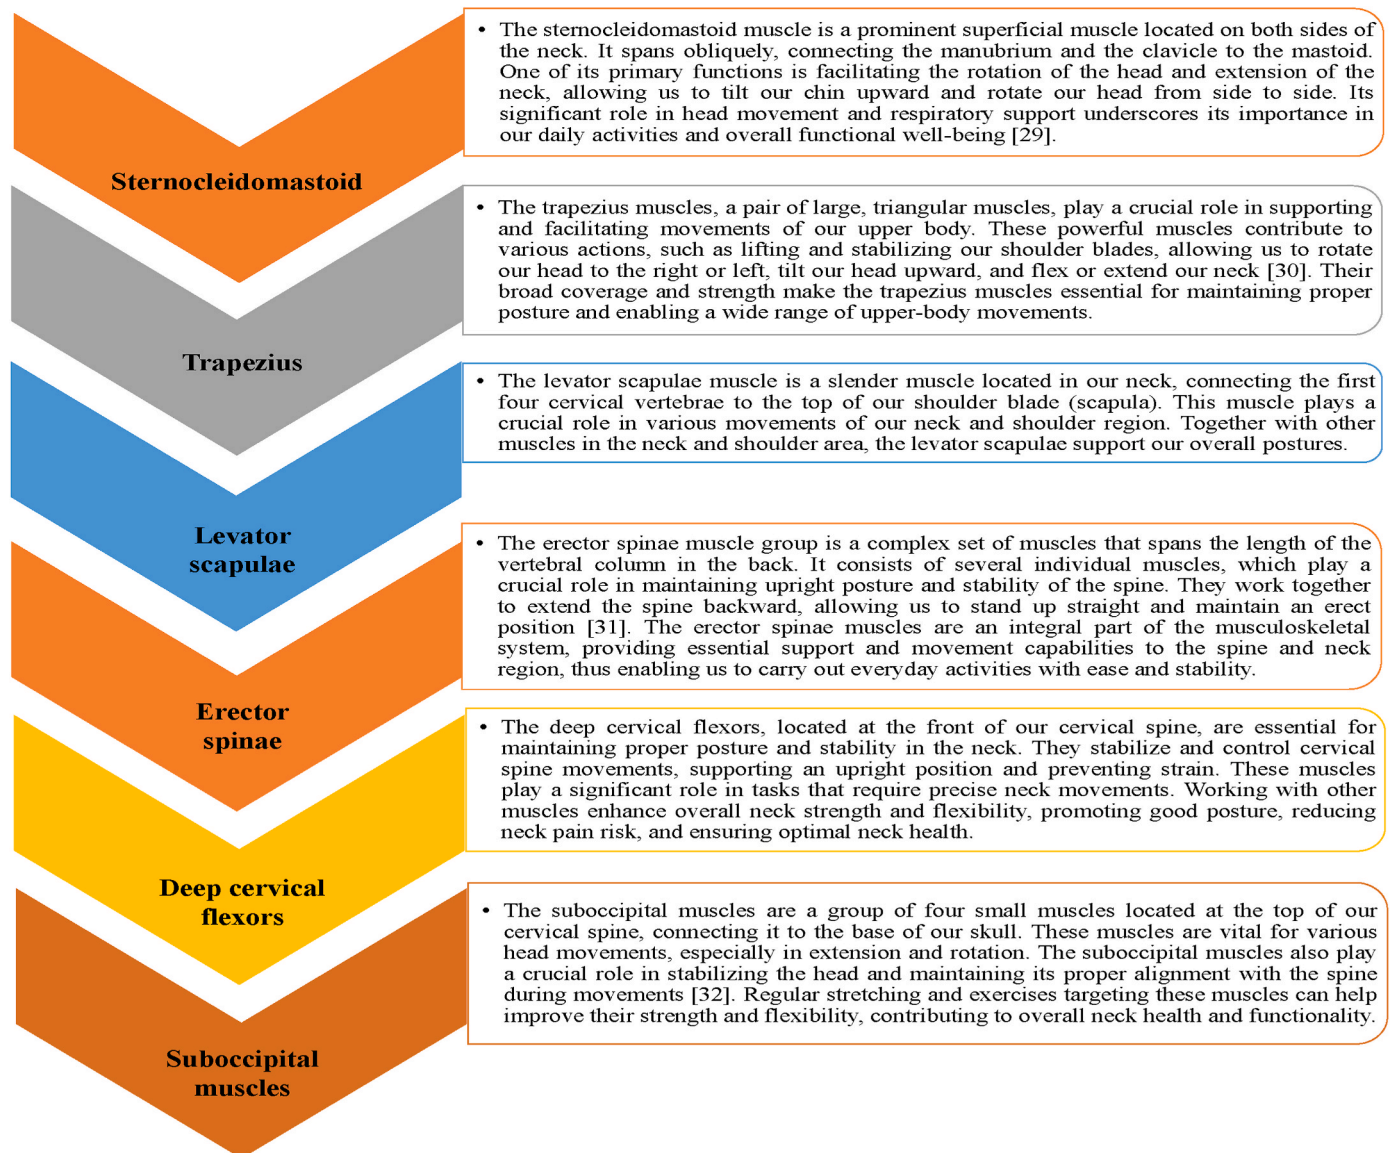 Sternocleidomastoid
• The sternocleidomastoid muscle is a prominent superficial muscle located on both sides of
the neck. It spans obliquely, connecting the manubrium and the clavicle to the mastoid.
One of its primary functions is facilitating the rotation of the head and extension of the
neck, allowing us to tilt our chin upward and rotate our head from side to side. Its
significant role in head movement and respiratory support underscores its importance in
our daily activities and overall functional well-being [29].
Trapezius
• The trapezius muscles, a pair of large, triangular muscles, play a crucial role in supporting
and facilitating movements of our upper body. These powerful muscles contribute to
various actions, such as lifting and stabilizing our shoulder blades, allowing us to rotate
our head to the right or left, tilt our head upward, and flex or extend our neck [30]. Their
broad coverage and strength make the trapezius muscles essential for maintaining proper
posture and enabling a wide range of upper-body movements.
Levator
scapulae
• The levator scapulae muscle is a slender muscle located in our neck, connecting the first
four cervical vertebrae to the top of our shoulder blade (scapula). This muscle plays a
crucial role in various movements of our neck and shoulder region. Together with other
muscles in the neck and shoulder area, the levator scapulae support our overall postures.
Erector
spinae
• The erector spinae muscle group is a complex set of muscles that spans the length of the
vertebral column in the back. It consists of several individual muscles, which play a
crucial role in maintaining upright posture and stability of the spine. They work together
to extend the spine backward, allowing us to stand up straight and maintain an erect
position [31]. The erector spinae muscles are an integral part of the musculoskeletal
system, providing essential support and movement capabilities to the spine and neck
region, thus enabling us to carry out everyday activities with ease and stability.
Deep cervical
flexors
• The deep cervical flexors, located at the front of our cervical spine, are essential for
maintaining proper posture and stability in the neck. They stabilize and control cervical
spine movements, supporting an upright position and preventing strain. These muscles
play a significant role in tasks that require precise neck movements. Working with other
muscles enhance overall neck strength and flexibility, promoting good posture, reducing
neck pain risk, and ensuring optimal neck health.
Suboccipital
muscles
• The suboccipital muscles are a group of four small muscles located at the top of our
cervical spine, connecting it to the base of our skull. These muscles are vital for various
head movements, especially in extension and rotation. The suboccipital muscles also play
a crucial role in stabilizing the head and maintaining its proper alignment with the spine
during movements [32]. Regular stretching and exercises targeting these muscles can help
improve their strength and flexibility, contributing to overall neck health and functionality.